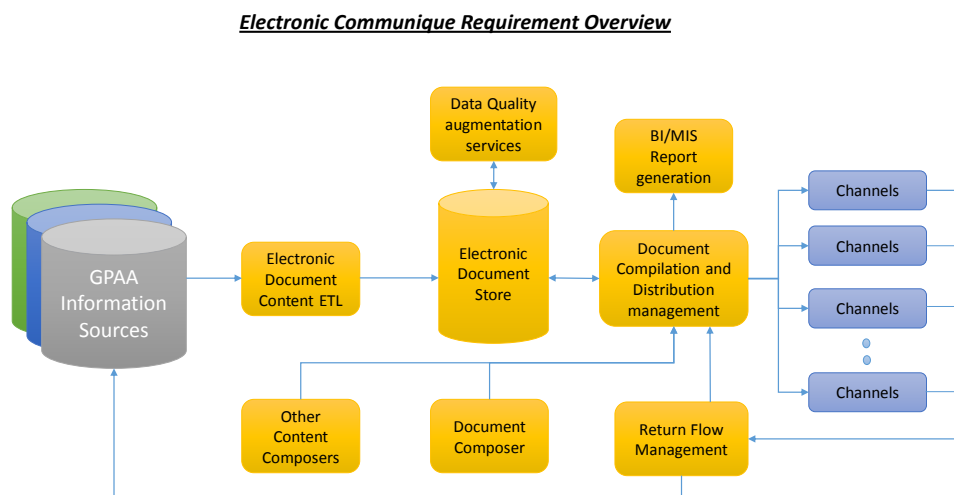 Electronic Communique Requirement Overview
Data Quality
augmentation
services
BI/MIS
Report
generation
Channels
Channels
Channels
Channels
GPAA
Information
Sources
Electronic
Document
Content ETL
Electronic
Document
Store
Document
Compilation and
Distribution
management
Other
Content
Composers
Document
Composer
Return Flow
Management